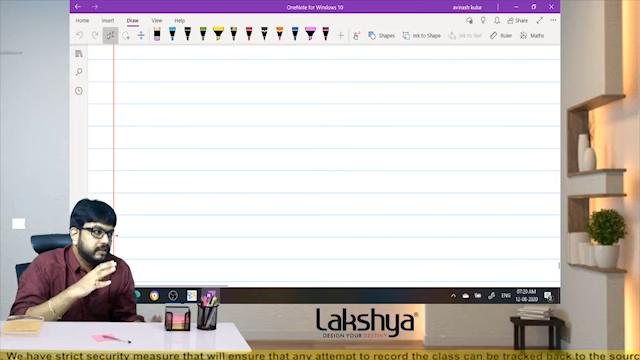 OneNote for Windows 10
avinash kular
Home Insert Draw View Help
Share
Shapes Ink to Shape Ink to Text Ruler Maths
ENG
07:20 AM
12-08-2020
Lakshya®
DESIGN YOUR DESTINY
We have strict security measure that will ensure that any attempt to record the class can be tracked back to the sourc